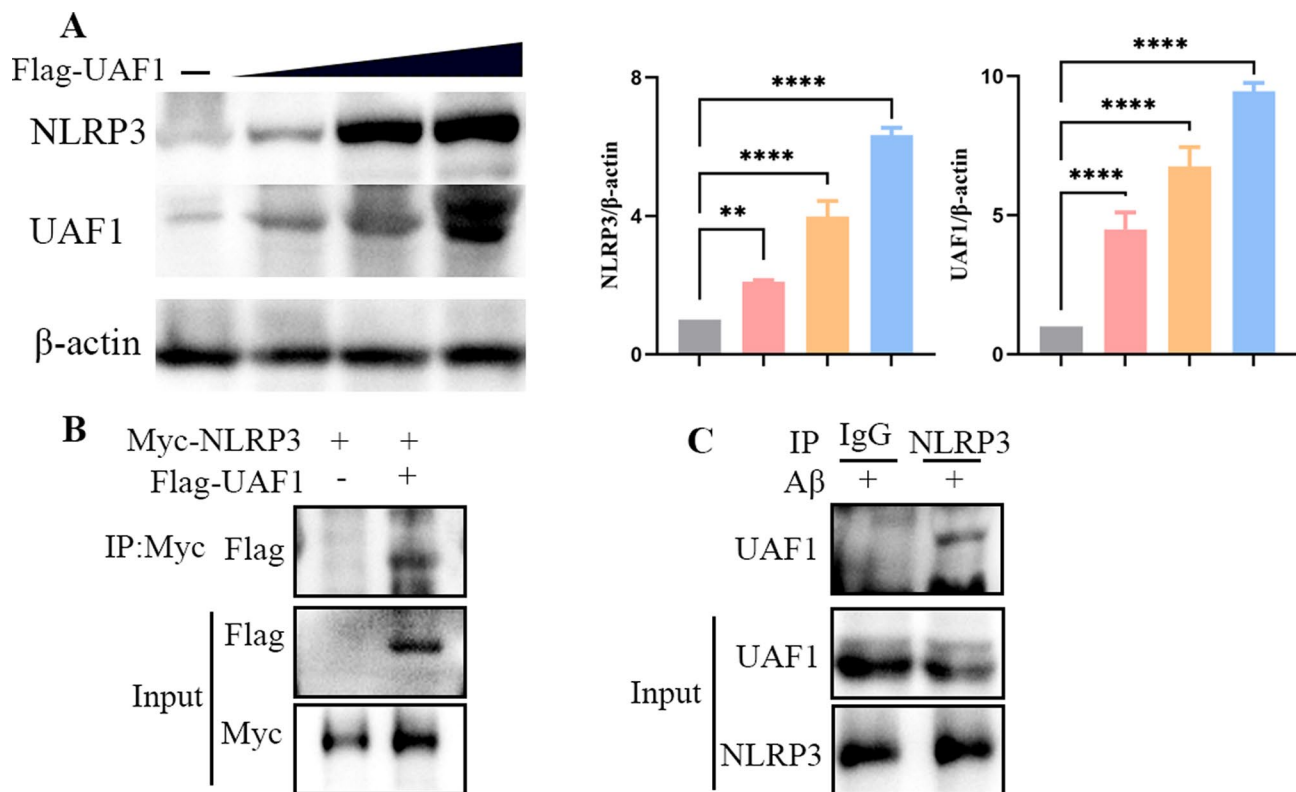 A
Flag-UAF1 –
NLRP3
UAF1
β-actin
NLRP3/β-actin
8
4
0
**
****
****
UAF1/β-actin
10
5
0
****
****
****
B
Myc-NLRP3 + +
Flag-UAF1 - +
IP:Myc Flag
Flag
Input
Myc
C
IP IgG NLRP3
Aβ + +
UAF1
UAF1
Input
NLRP3